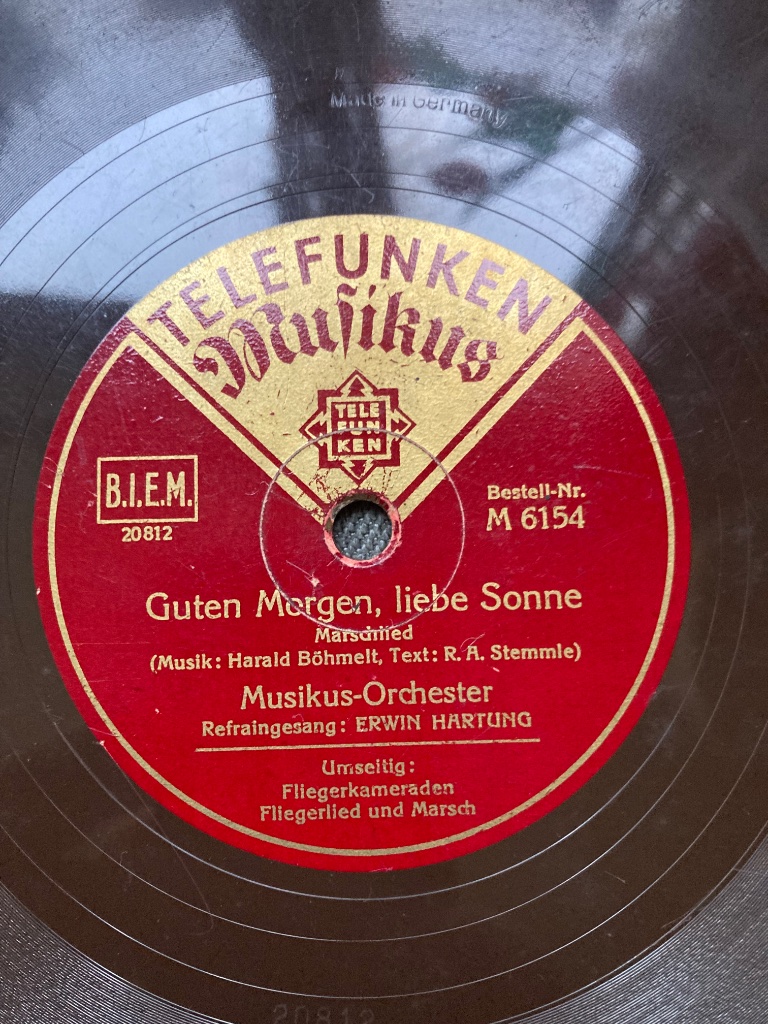 Made in Germany
TELEFUNKEN
Musikus
TELE
FUN
KEN
B.I.E.M.
20812
Bestell-Nr.
M 6154
Guten Morgen, liebe Sonne
Marschlied
(Musik: Harald Böhmelt, Text: R. A. Stemmle)
Musikus-Orchester
Refraingesang: ERWIN HARTUNG
Umseitig:
Fliegerkameraden
Fliegerlied und Marsch
20812